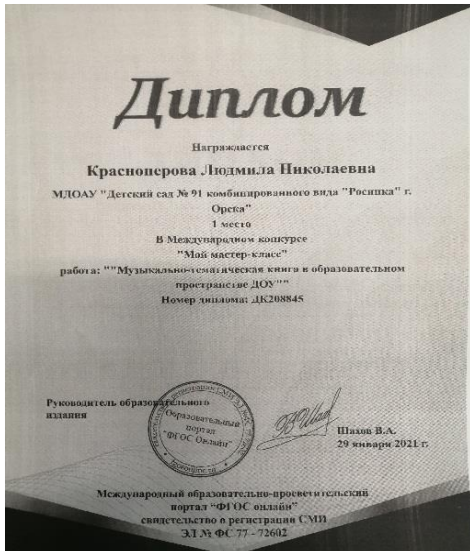 Диплом
Награждается
Красноперова Людмила Николаевна
МДОАУ "Детский сад № 91 комбинированного вида "Росинка" г.
Орска"
1 место
В Международном конкурсе
"Мой мастер-класс"
работа: ""Музыкально-тематическая книга в образовательном
пространстве ДОУ""
Номер диплома: ДК208845
Руководитель образовательного
издания
Образовательный
портал
"ФГОС Онлайн"
Шахов В.А.
29 января 2021 г.
Международный образовательно-просветительский
портал "ФГОС онлайн"
свидетельство о регистрации СМИ
ЭЛ № ФС 77 - 72602